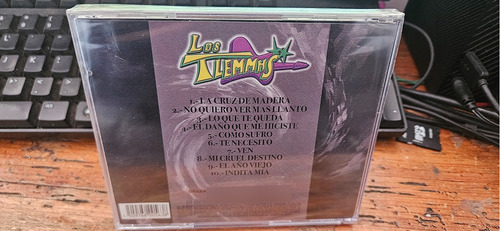 LOS
TLEMMAS
1.- LA CRUZ DE MADERA
2.- NO QUIERO VER MAS LLANTO
3.- LO QUE TE QUEDA
4.- EL DAÑO QUE ME HICISTE
5.- COMO SUFRO
6.- TE NECESITO
7.- VEN
8.- MI CRUEL DESTINO
9.- EL AÑO VIEJO
10.- INDITA MIA